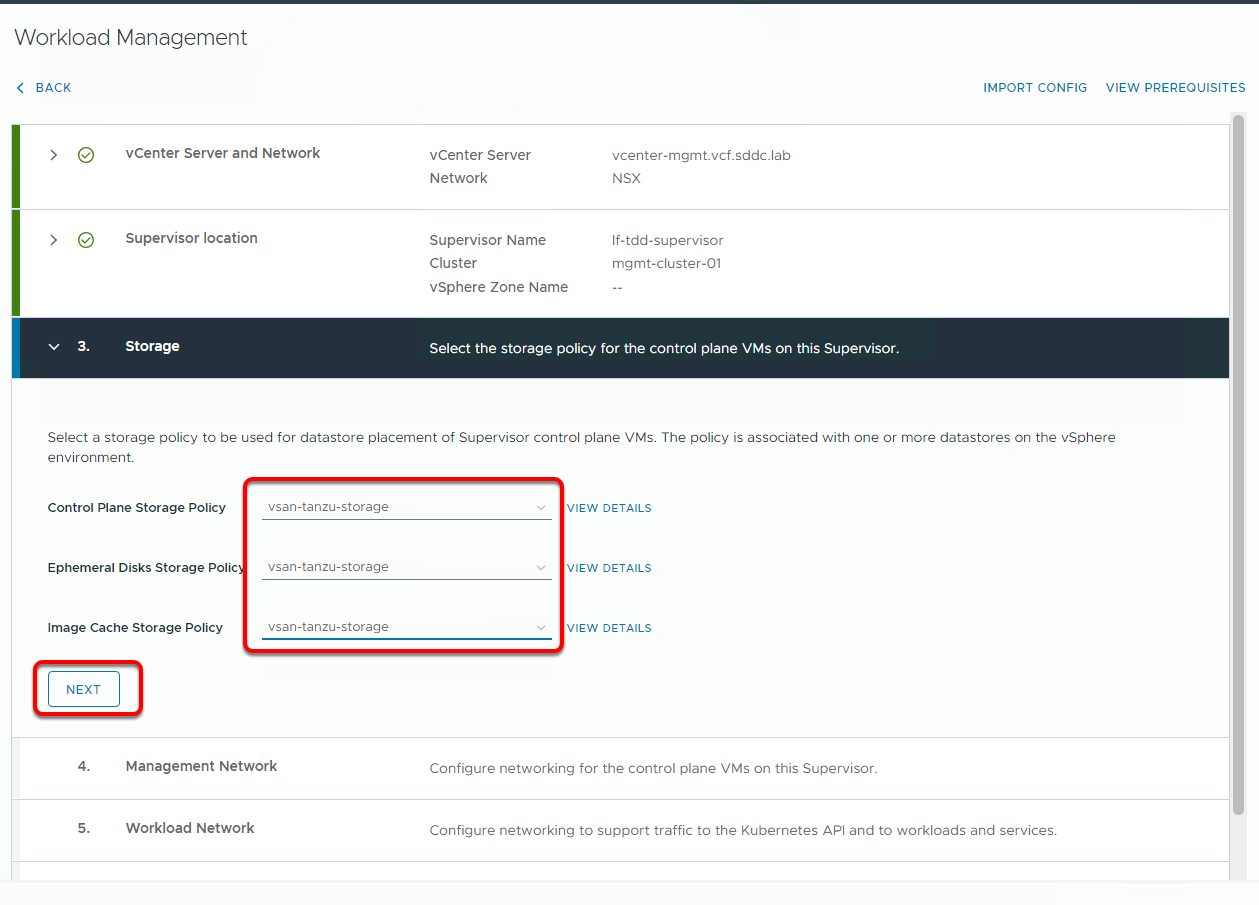 Workload Management
BACK
IMPORT CONFIG
VIEW PREREQUISITES
vCenter Server and Network
vCenter Server
vcenter-mgmt.vcf.sddc.lab
Network
NSX
Supervisor location
Supervisor Name
lf-tdd-supervisor
Cluster
mgmt-cluster-01
vSphere Zone Name
--
3. Storage
Select the storage policy for the control plane VMs on this Supervisor.
Select a storage policy to be used for datastore placement of Supervisor control plane VMs. The policy is associated with one or more datastores on the vSphere
environment.
Control Plane Storage Policy
vsan-tanzu-storage
VIEW DETAILS
Ephemeral Disks Storage Policy
vsan-tanzu-storage
VIEW DETAILS
Image Cache Storage Policy
vsan-tanzu-storage
VIEW DETAILS
NEXT
4. Management Network
Configure networking for the control plane VMs on this Supervisor.
5. Workload Network
Configure networking to support traffic to the Kubernetes API and to workloads and services.